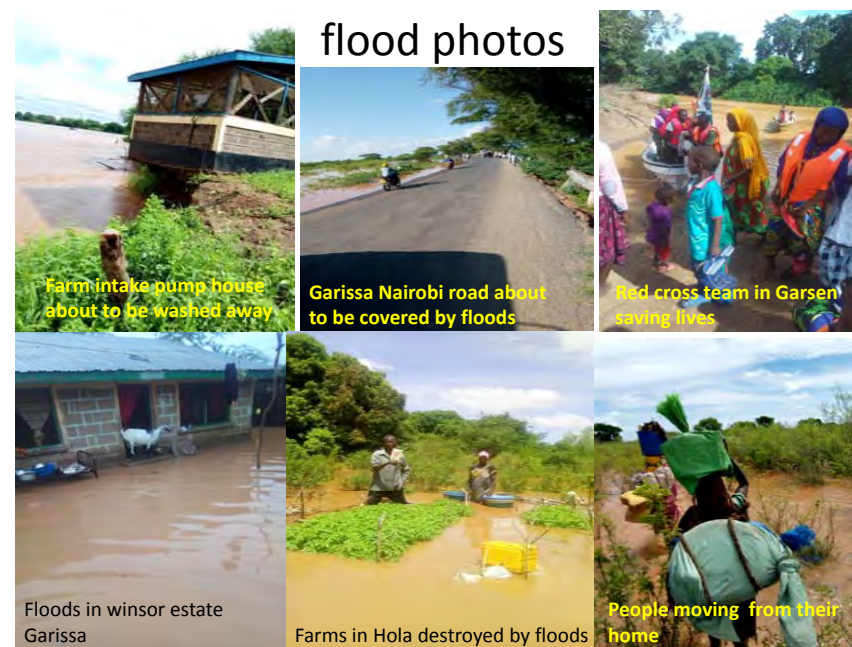 flood photos
Farm intake pump house
about to be washed away
Garissa Nairobi road about
to be covered by floods
Red cross team in Garsen
saving lives
Floods in winsor estate
Garissa
Farms in Hola destroyed by floods
People moving from their
home